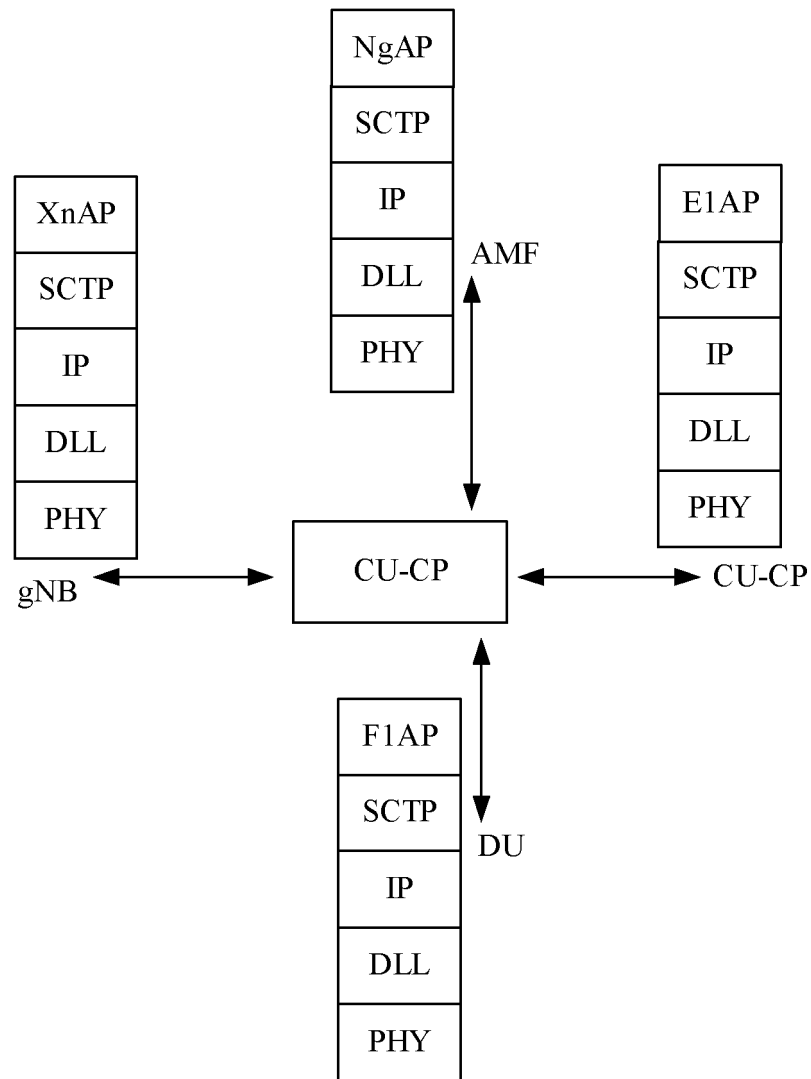 NgAP
SCTP
IP
DLL
PHY
AMF
XnAP
SCTP
IP
DLL
PHY
gNB
E1AP
SCTP
IP
DLL
PHY
CU-CP
CU-CP
F1AP
SCTP
IP
DLL
PHY
DU